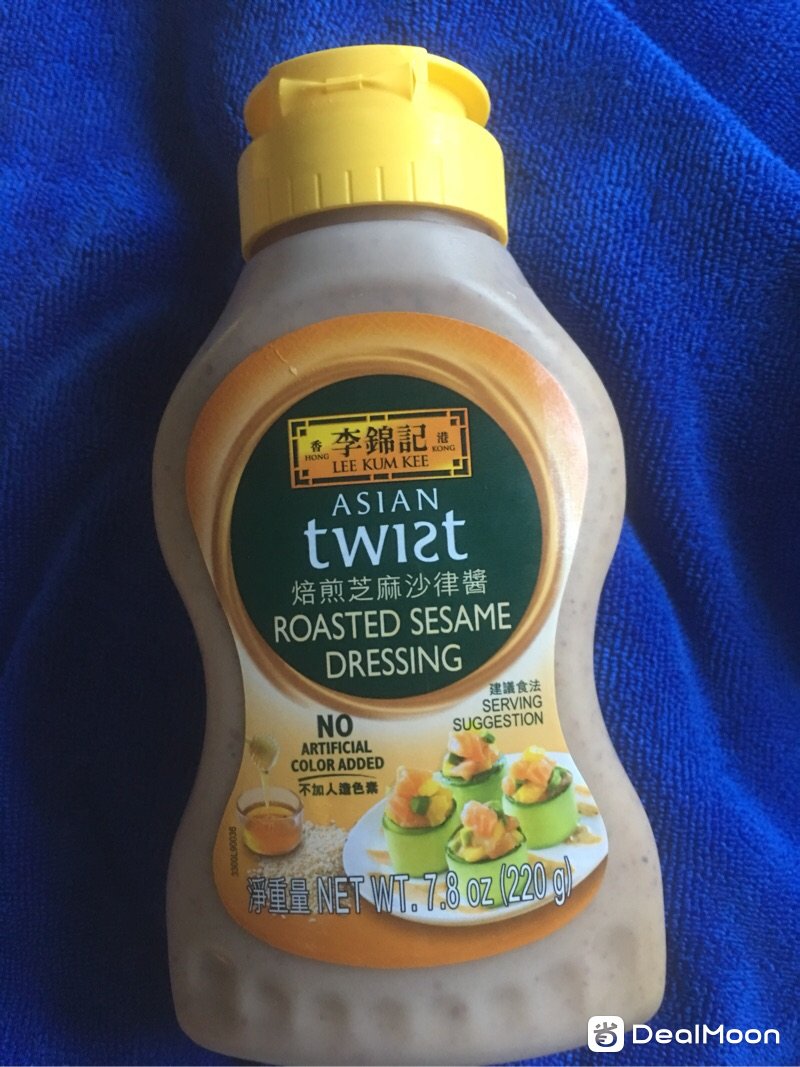 香 李錦記 港
HONG LEE KUM KEE KONG
ASIAN
twist
焙煎芝麻沙律醬
ROASTED SESAME
DRESSING
建議食法
SERVING
SUGGESTION
NO
ARTIFICIAL
COLOR ADDED
不加人造色素
淨重量 NET WT. 7.8 oz (220 g)
省 DealMoon